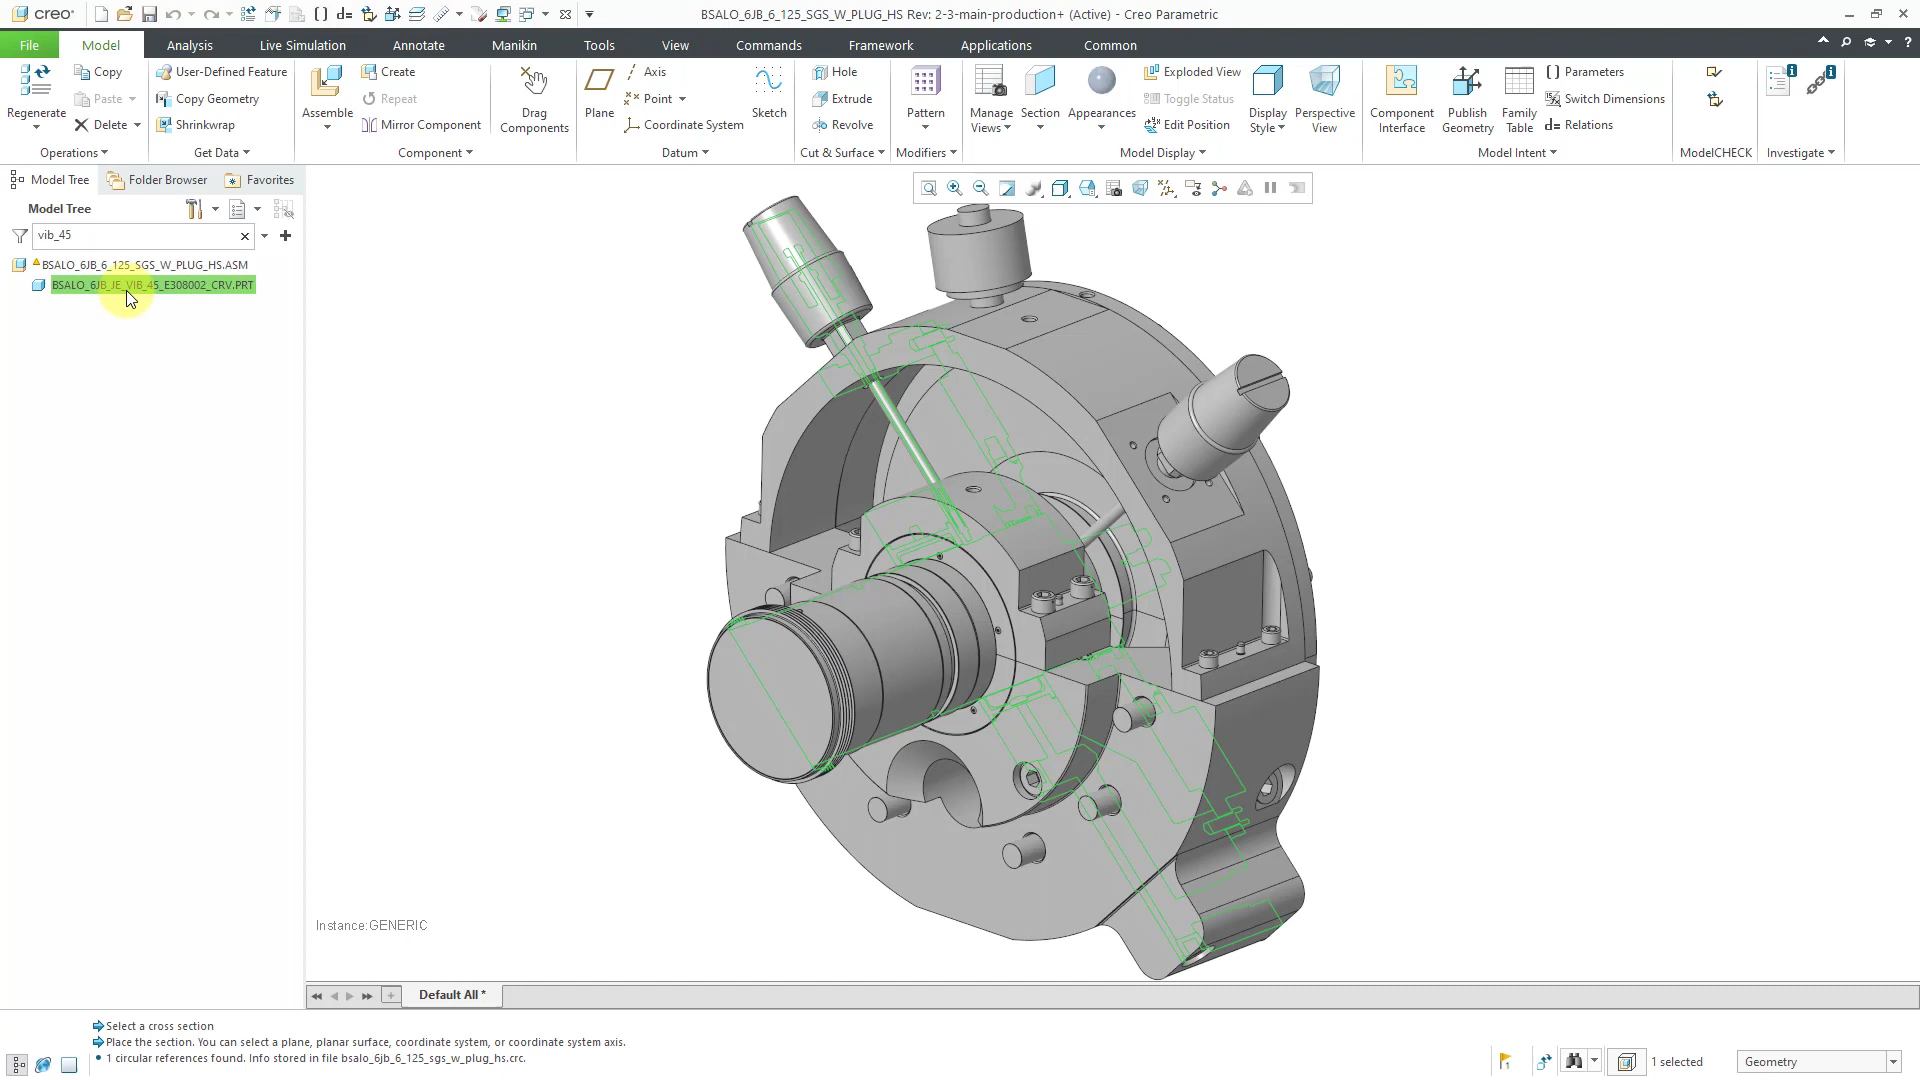 creo
BSALO_6JB_6_125_SGS_W_PLUG_HS Rev: 2-3-main-production+ (Active) - Creo Parametric
File Model Analysis Live Simulation Annotate Manikin Tools View Commands Framework Applications Common
Regenerate
Copy
Paste
Delete
Operations
User-Defined Feature
Copy Geometry
Shrinkwrap
Get Data
Assemble
Create
Repeat
Mirror Component
Component
Drag
Components
Plane
Axis
Point
Coordinate System
Sketch
Datum
Hole
Extrude
Revolve
Cut & Surface
Pattern
Modifiers
Manage
Views
Section
Appearances
Exploded View
Toggle Status
Edit Position
Display
Style
Perspective
View
Model Display
Component
Interface
Publish
Geometry
Family
Table
Parameters
Switch Dimensions
d= Relations
Model Intent
ModelCHECK
Investigate
Model Tree Folder Browser Favorites
Model Tree
vib_45
BSALO_6JB_6_125_SGS_W_PLUG_HS.ASM
BSALO_6JB_JE_VIB_45_E308002_CRV.PRT
Instance:GENERIC
Default All *
Select a cross section
Place the section. You can select a plane, planar surface, coordinate system, or coordinate system axis.
• 1 circular references found. Info stored in file bsalo_6jb_6_125_sgs_w_plug_hs.crc.
1 selected
Geometry